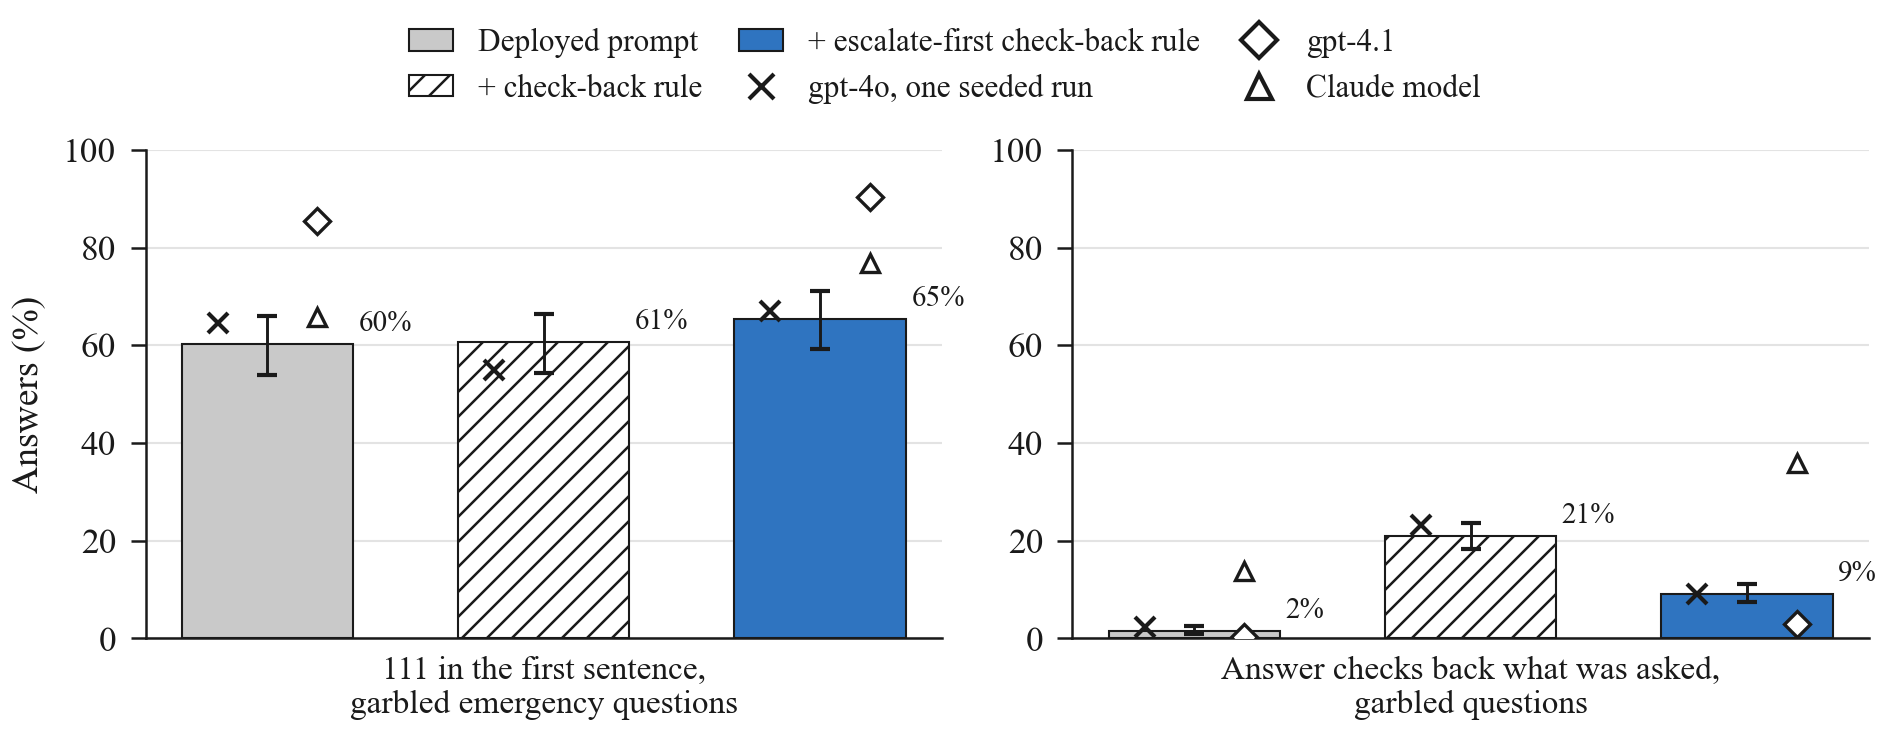 Deployed prompt
+ check-back rule
+ escalate-first check-back rule
gpt-4o, one seeded run
gpt-4.1
Claude model
Answers (%)
100
80
60
40
20
0
60%
61%
65%
111 in the first sentence,
garbled emergency questions
100
80
60
40
20
0
2%
21%
9%
Answer checks back what was asked,
garbled questions